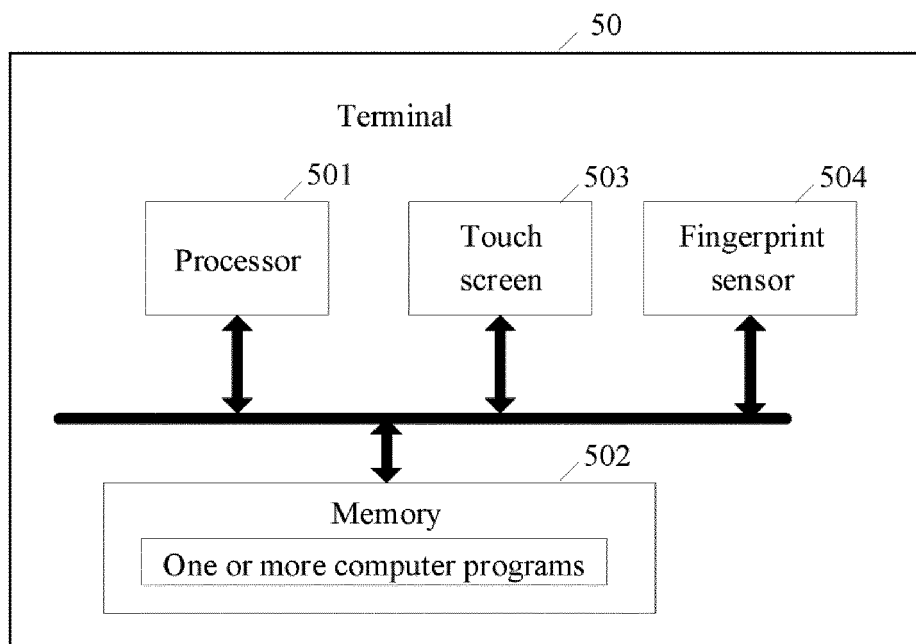 50
Terminal
501
503
504
Processor
Touch
screen
Fingerprint
sensor
502
Memory
One or more computer programs